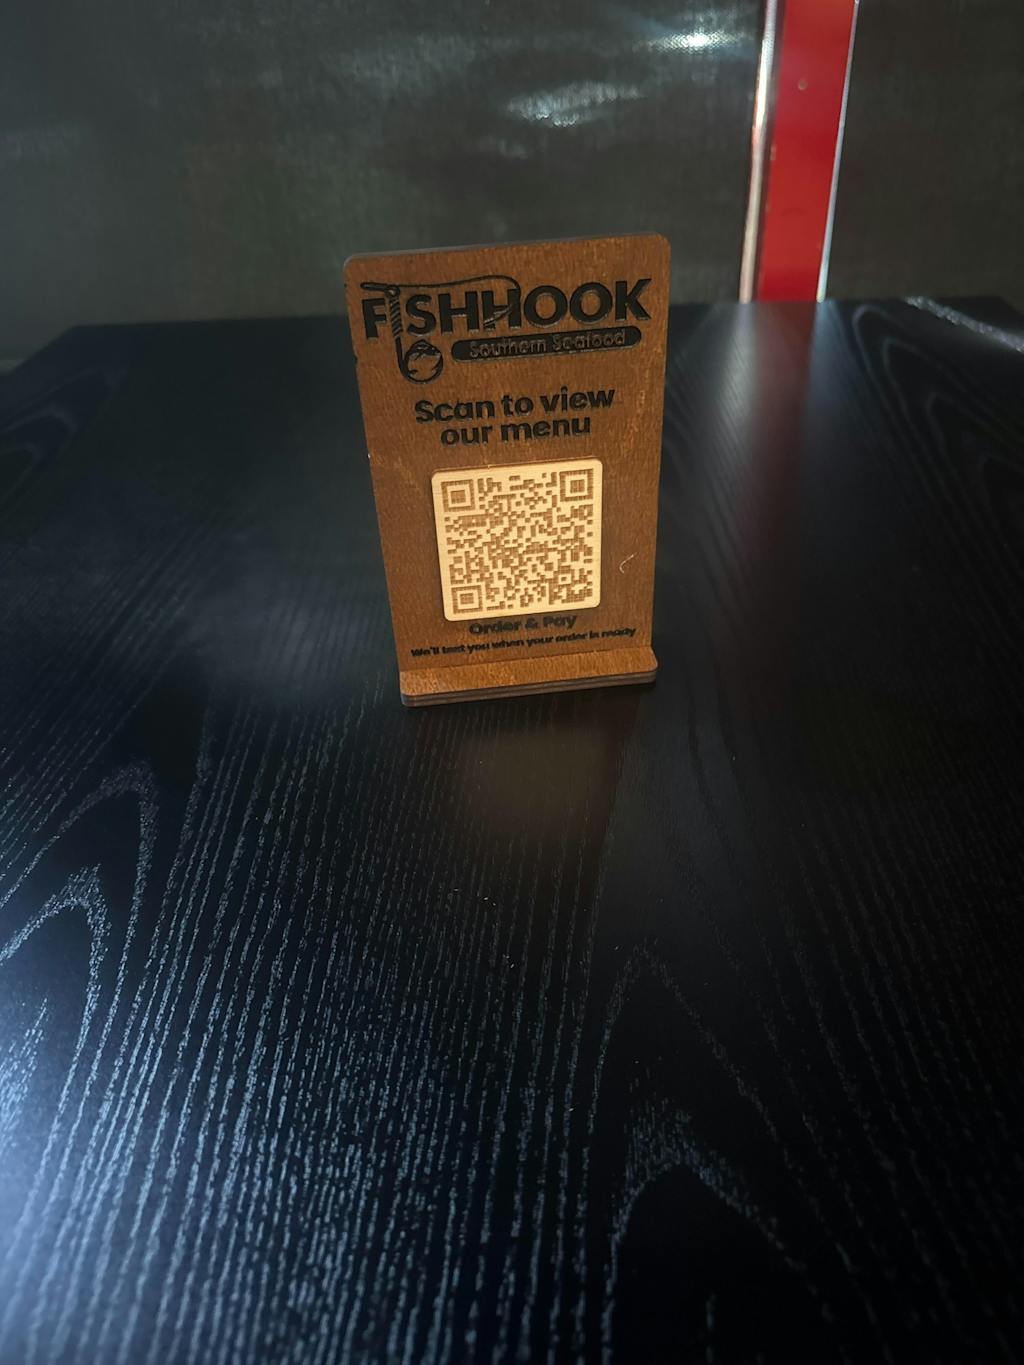 FISHHOOK
Southern Seafood
Scan to view
our menu
Order & Pay
We'll text you when your order is ready